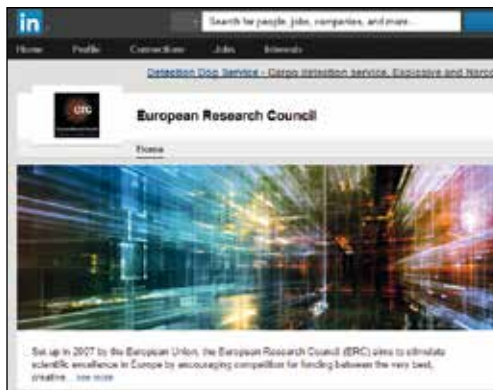 in
Search for people, jobs, companies, and more...
Home Profile Connections Jobs Interests
Detection Dog Service - Cargo detection service, Explosive and Narco
erc
European Research Council
Home
Set up in 2007 by the European Union, the European Research Council (ERC) aims to stimulate
scientific excellence in Europe by encouraging competition for funding between the very best,
creative... see more